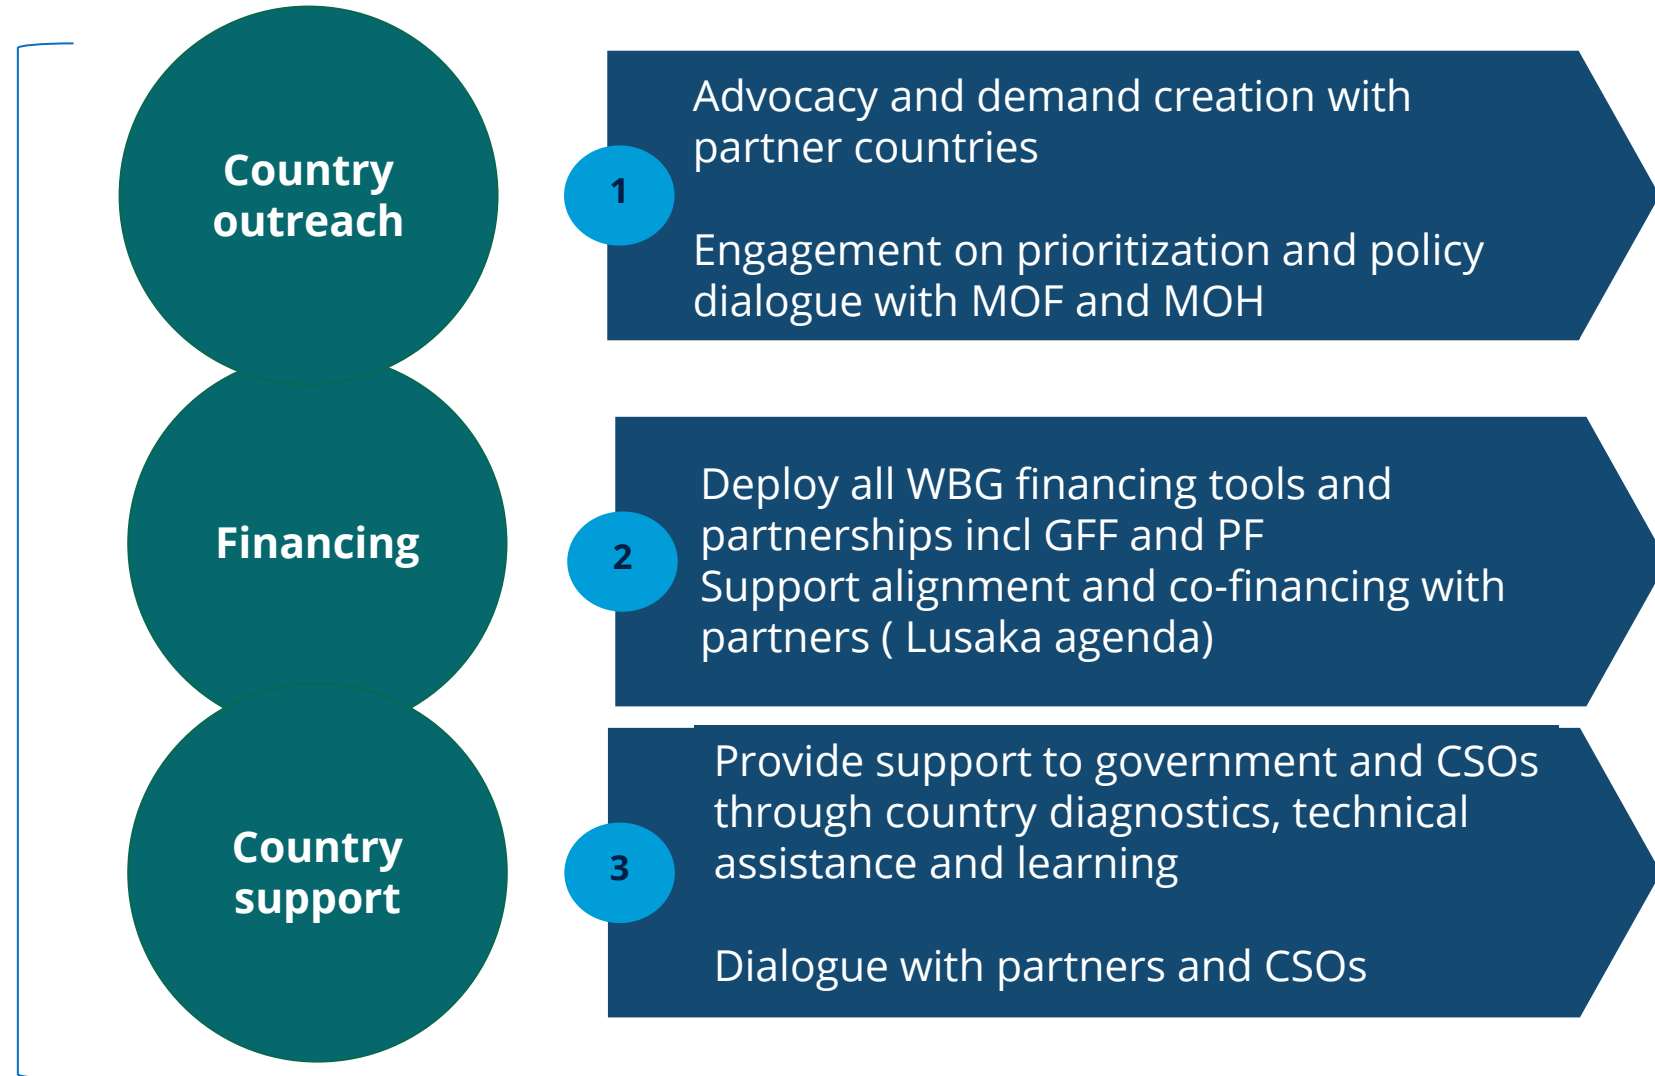 Country
outreach
1
Advocacy and demand creation with
partner countries
Engagement on prioritization and policy
dialogue with MOF and MOH
Financing
2
Deploy all WBG financing tools and
partnerships incl GFF and PF
Support alignment and co-financing with
partners ( Lusaka agenda)
Country
support
3
Provide support to government and CSOs
through country diagnostics, technical
assistance and learning
Dialogue with partners and CSOs